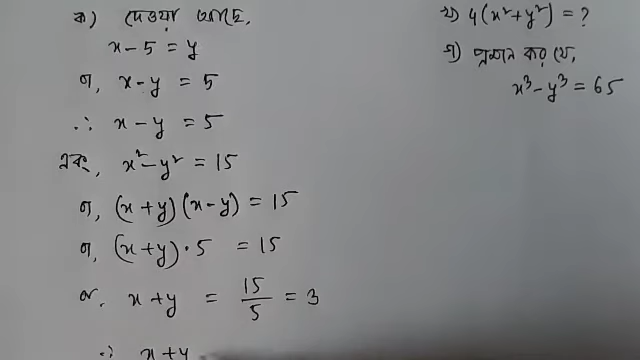 ক) দেওয়া আছে,
x - 5 = y
বা, x - y = 5
∴ x - y = 5
এবং, x² - y² = 15
বা, (x + y)(x - y) = 15
বা, (x + y) · 5 = 15
বা, x + y = 15/5 = 3
∴ x + y
খ) 4(x² + y²) = ?
গ) প্রমাণ কর যে,
x³ - y³ = 65